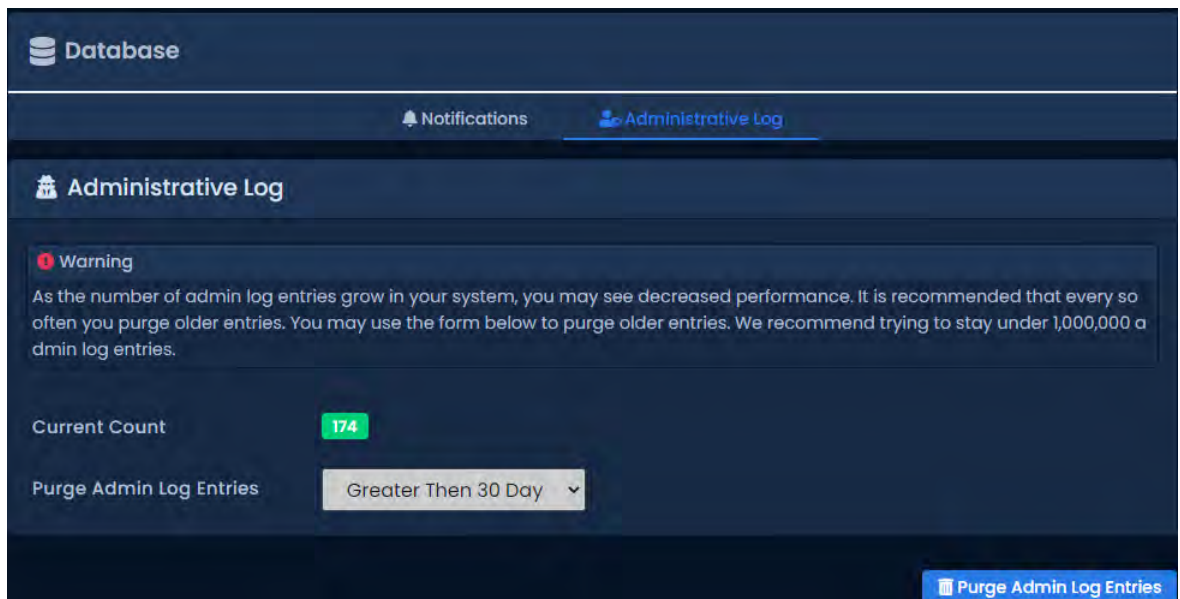 Database
Notifications
Administrative Log
Administrative Log
Warning
As the number of admin log entries grow in your system, you may see decreased performance. It is recommended that every so
often you purge older entries. You may use the form below to purge older entries. We recommend trying to stay under 1,000,000 a
dmin log entries.
Current Count
174
Purge Admin Log Entries
Greater Then 30 Day
Purge Admin Log Entries